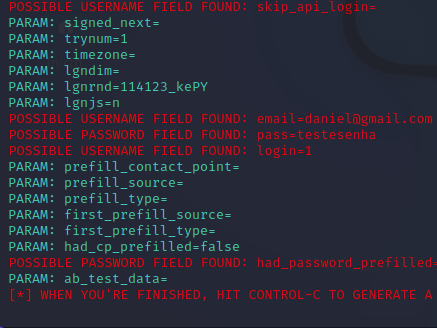 POSSIBLE USERNAME FIELD FOUND: skip_api_login=
PARAM: signed_next=
PARAM: trynum=1
PARAM: timezone=
PARAM: lgndim=
PARAM: lgnrnd=114123_kePY
PARAM: lgnjs=n
POSSIBLE USERNAME FIELD FOUND: email=daniel@gmail.com
POSSIBLE PASSWORD FIELD FOUND: pass=testesenha
POSSIBLE USERNAME FIELD FOUND: login=1
PARAM: prefill_contact_point=
PARAM: prefill_source=
PARAM: prefill_type=
PARAM: first_prefill_source=
PARAM: first_prefill_type=
PARAM: had_cp_prefilled=false
POSSIBLE PASSWORD FIELD FOUND: had_password_prefilled=
PARAM: ab_test_data=
[*] WHEN YOU'RE FINISHED, HIT CONTROL-C TO GENERATE A